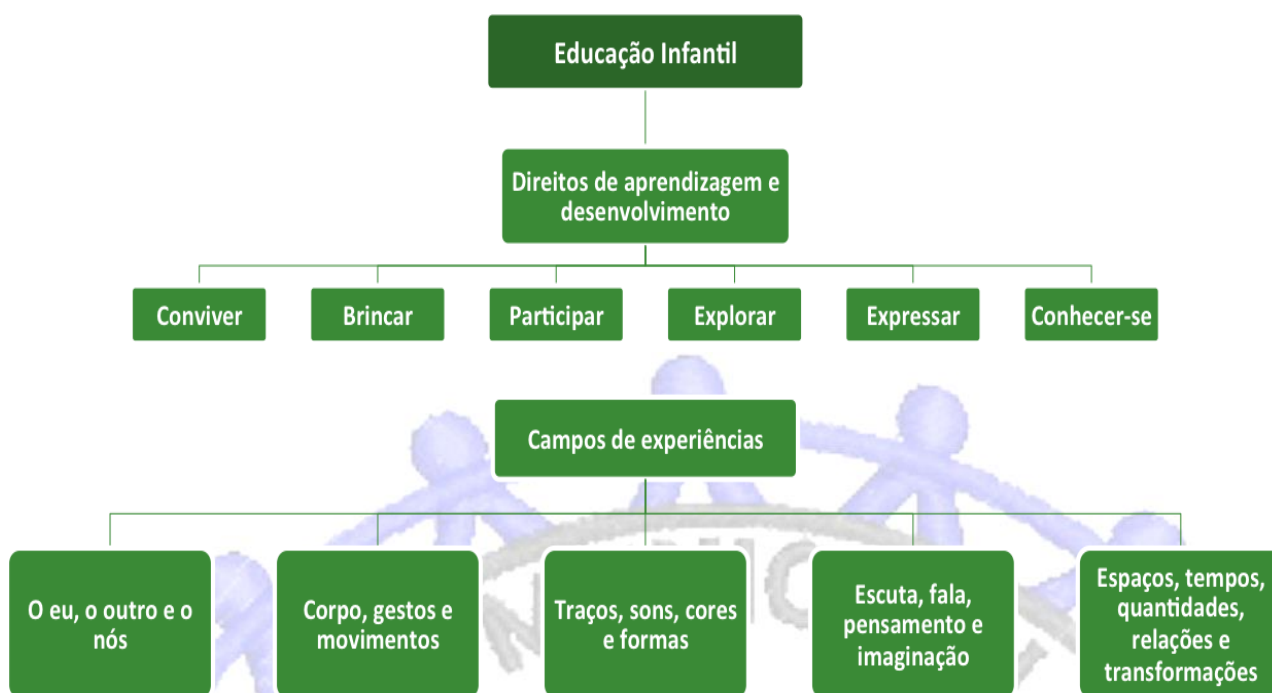 Educação Infantil
Direitos de aprendizagem e
desenvolvimento
Conviver
Brincar
Participar
Explorar
Expressar
Conhecer-se
Campos de experiências
O eu, o outro e o
nós
Corpo, gestos e
movimentos
Traços, sons, cores
e formas
Escuta, fala,
pensamento e
imaginação
Espaços, tempos,
quantidades,
relações e
transformações